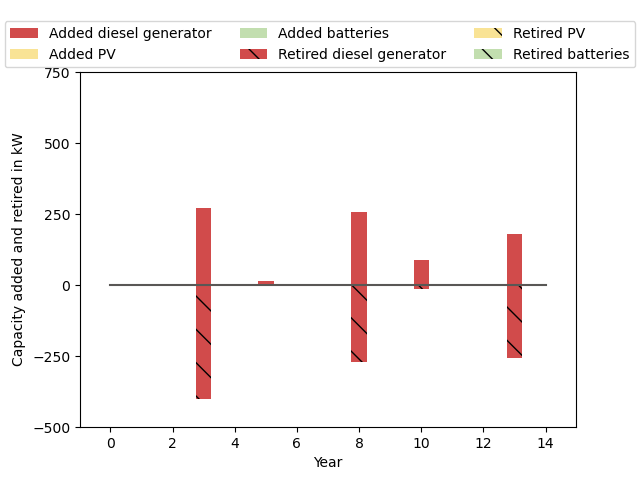 Added diesel generator
Added PV
Added batteries
Retired diesel generator
Retired PV
Retired batteries
750
500
250
0
−250
−500
Capacity added and retired in kW
0 2 4 6 8 10 12 14
Year